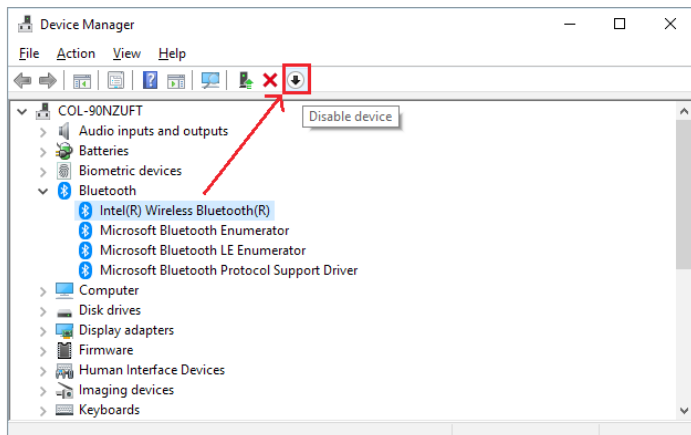 Device Manager
File Action View Help
Disable device
COL-90NZUFT
Audio inputs and outputs
Batteries
Biometric devices
Bluetooth
Intel(R) Wireless Bluetooth(R)
Microsoft Bluetooth Enumerator
Microsoft Bluetooth LE Enumerator
Microsoft Bluetooth Protocol Support Driver
Computer
Disk drives
Display adapters
Firmware
Human Interface Devices
Imaging devices
Keyboards